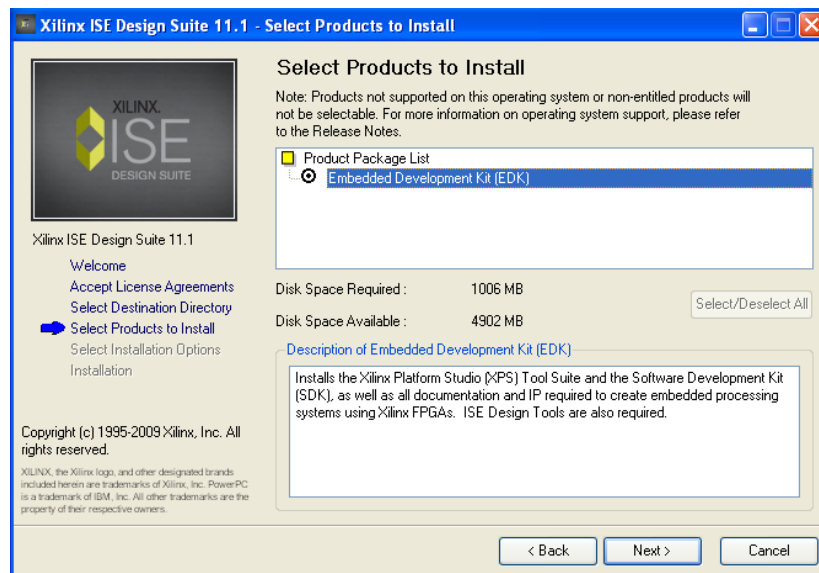 Xilinx ISE Design Suite 11.1 - Select Products to Install
XILINX.
ISE
DESIGN SUITE
Xilinx ISE Design Suite 11.1
Welcome
Accept License Agreements
Select Destination Directory
Select Products to Install
Select Installation Options
Installation
Copyright (c) 1995-2009 Xilinx, Inc. All
rights reserved.
XILINX, the Xilinx logo, and other designated brands
included herein are trademarks of Xilinx, Inc. PowerPC
is a trademark of IBM, Inc. All other trademarks are the
property of their respective owners.
Select Products to Install
Note: Products not supported on this operating system or non-entitled products will
not be selectable. For more information on operating system support, please refer
to the Release Notes.
Product Package List
Embedded Development Kit (EDK)
Disk Space Required : 1006 MB
Select/Deselect All
Disk Space Available : 4902 MB
Description of Embedded Development Kit (EDK)
Installs the Xilinx Platform Studio (XPS) Tool Suite and the Software Development Kit
(SDK), as well as all documentation and IP required to create embedded processing
systems using Xilinx FPGAs.  ISE Design Tools are also required.
< Back Next > Cancel